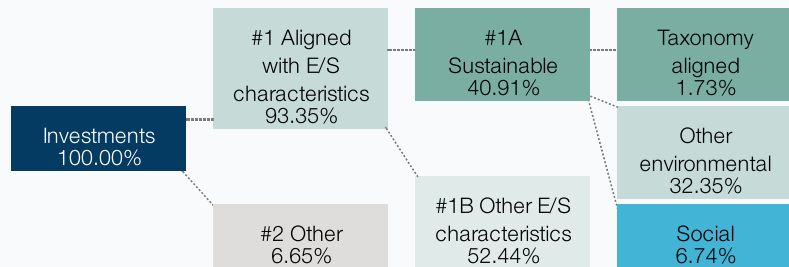 Investments
100.00%
#1 Aligned
with E/S
characteristics
93.35%
#2 Other
6.65%
#1A
Sustainable
40.91%
#1B Other E/S
characteristics
52.44%
Taxonomy
aligned
1.73%
Other
environmental
32.35%
Social
6.74%